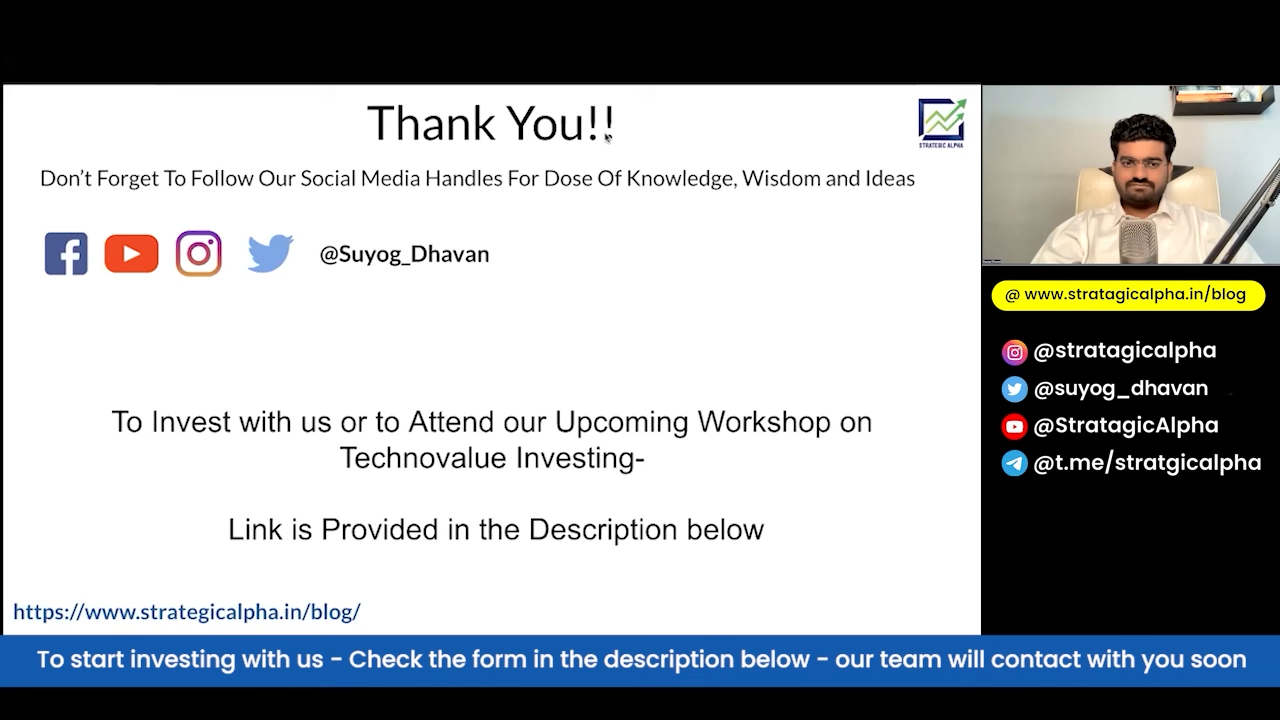 Thank You!!
STRATEGIC ALPHA
Don't Forget To Follow Our Social Media Handles For Dose Of Knowledge, Wisdom and Ideas
@Suyog_Dhavan
To Invest with us or to Attend our Upcoming Workshop on
Technovalue Investing-
Link is Provided in the Description below
https://www.strategicalpha.in/blog/
@ www.stratagicalpha.in/blog
@stratagicalpha
@suyog_dhavan
@StratagicAlpha
@t.me/stratgicalpha
To start investing with us - Check the form in the description below - our team will contact with you soon